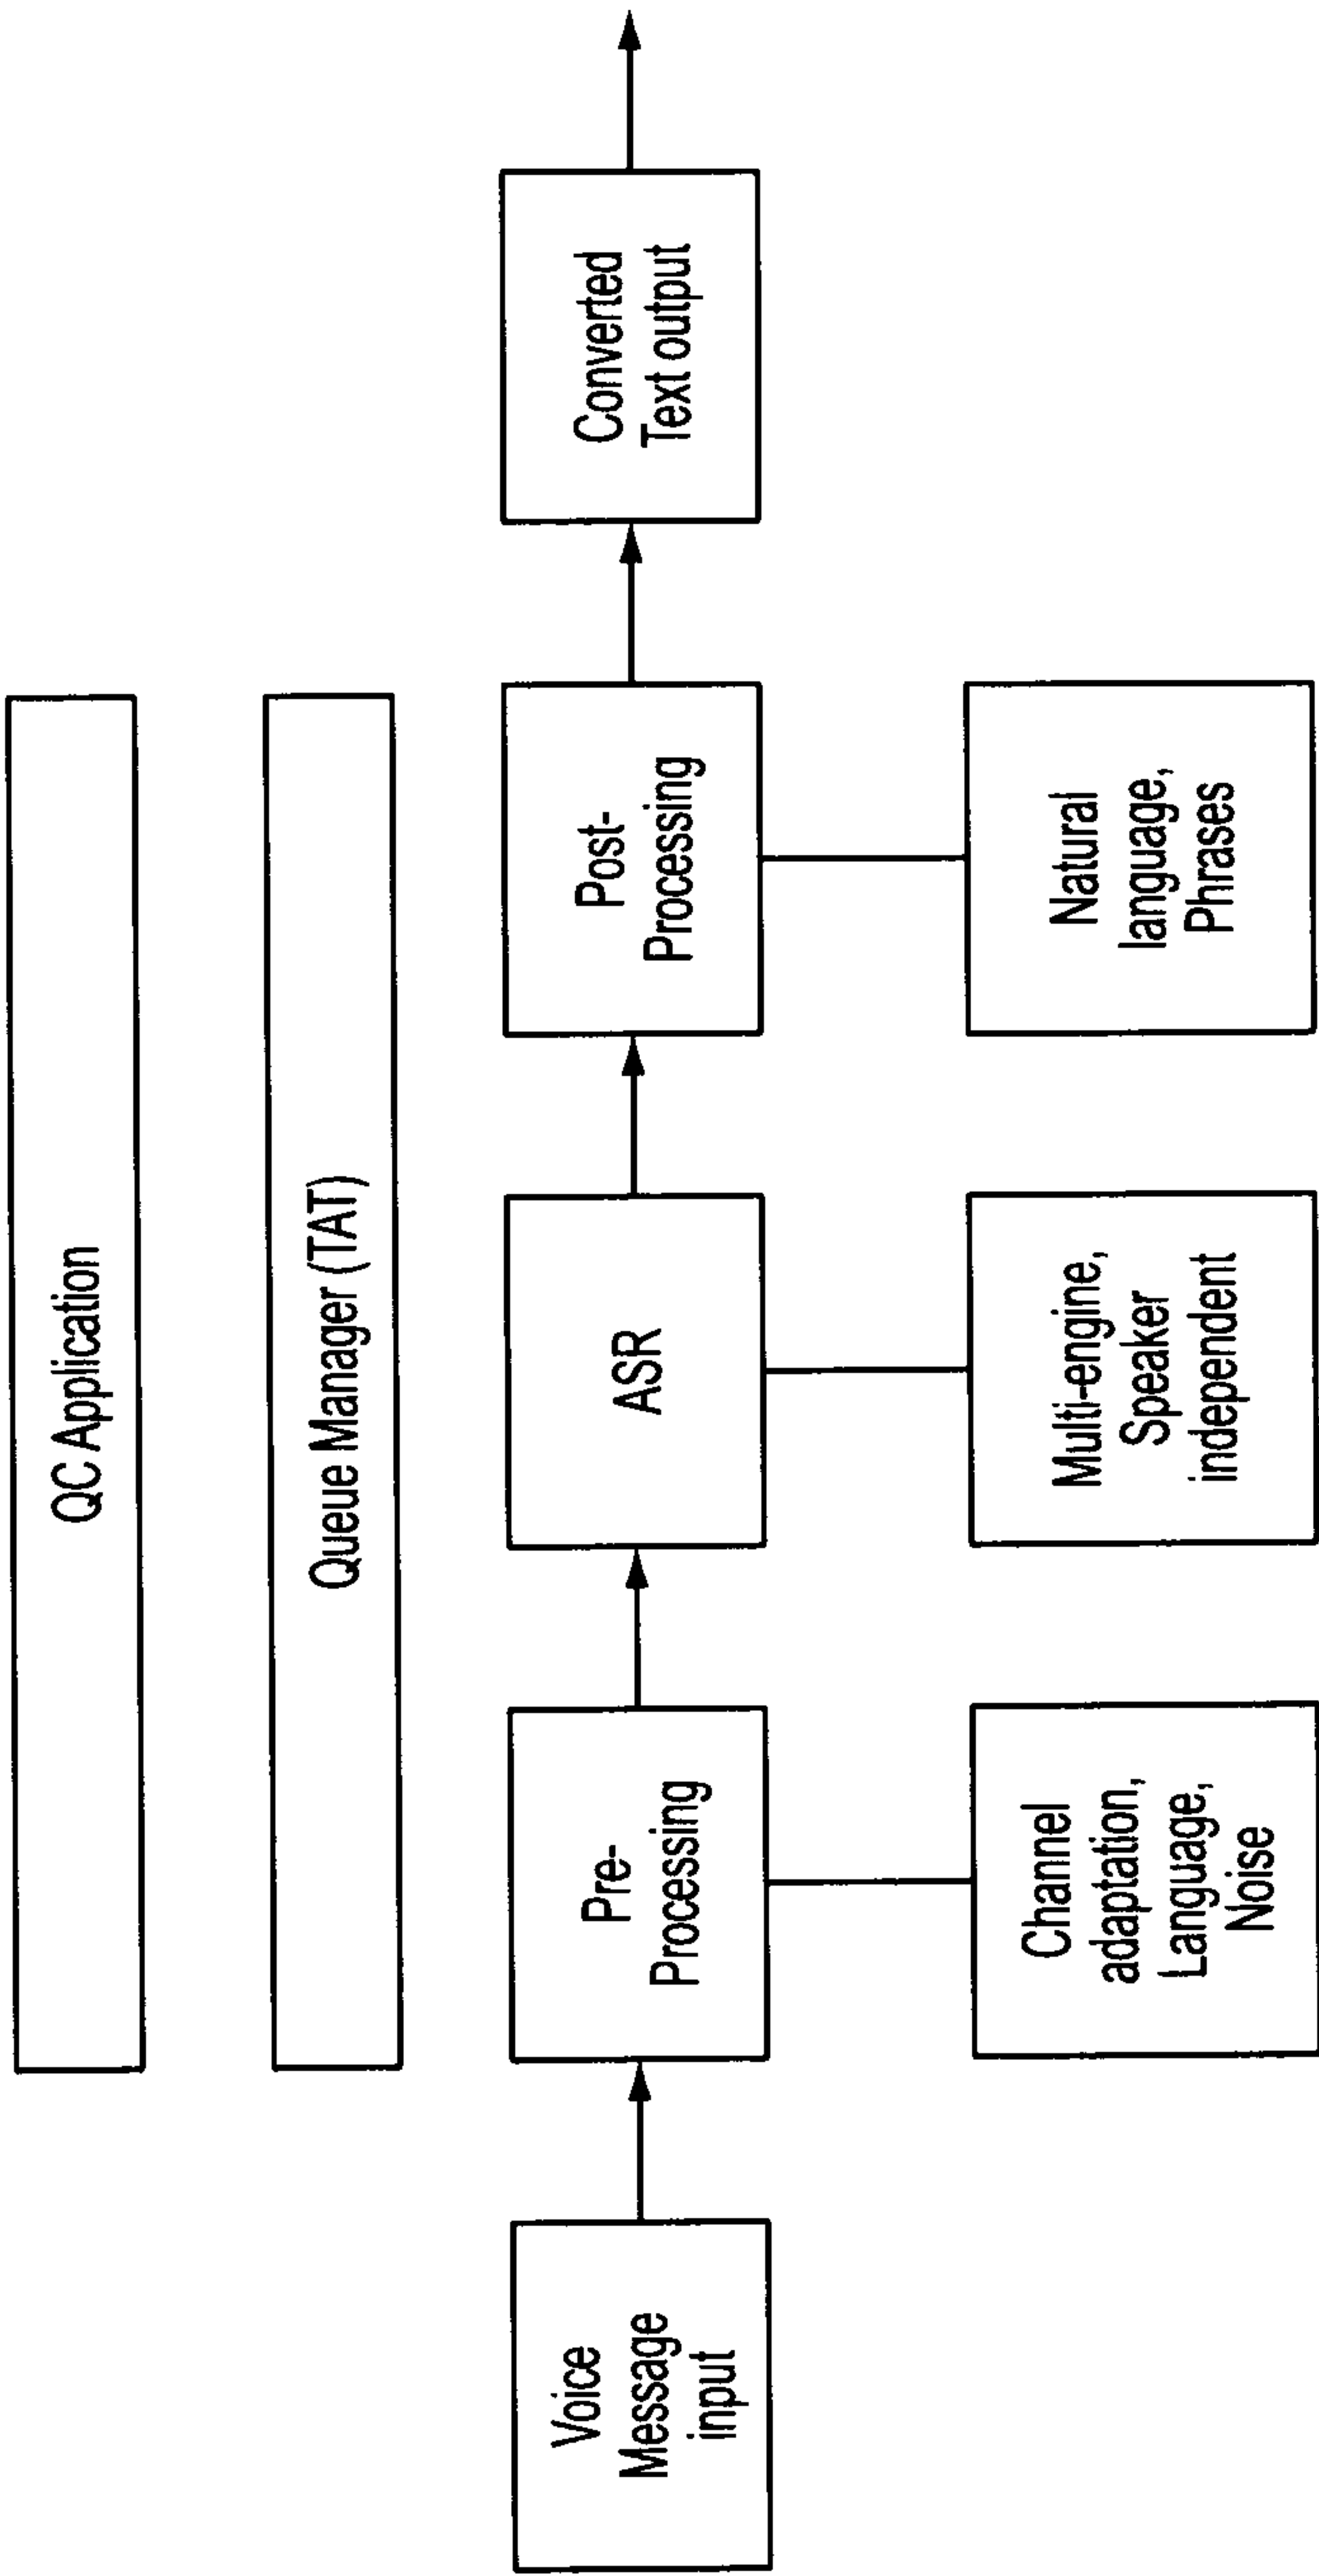 QC Application
Queue Manager (TAT)
Voice
Message
input
Pre-
Processing
ASR
Post-
Processing
Converted
Text output
Channel
adaptation,
Language,
Noise
Multi-engine,
Speaker
independent
Natural
language,
Phrases